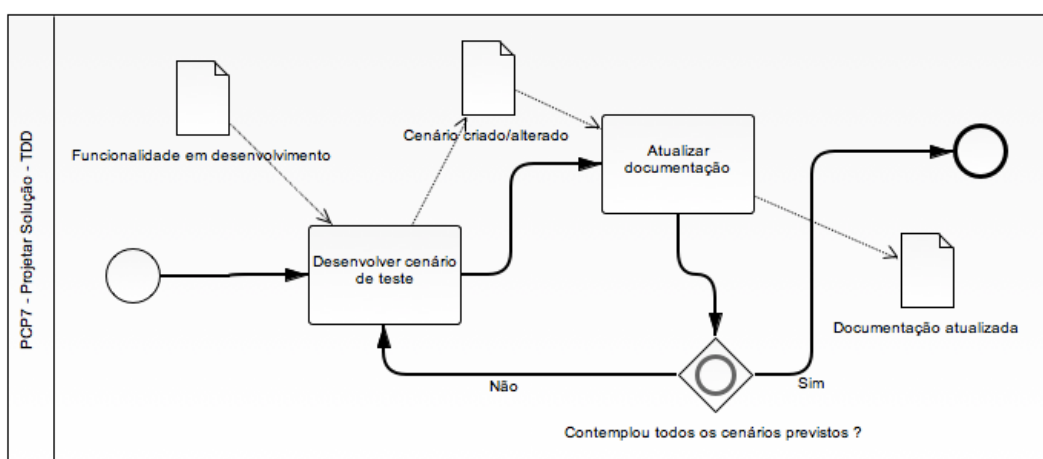 PCP7 - Projetar Solução - TDD
Funcionalidade em desenvolvimento
Cenário criado/alterado
Atualizar
documentação
Desenvolver cenário
de teste
Documentação atualizada
Não
Sim
Contemplou todos os cenários previstos ?